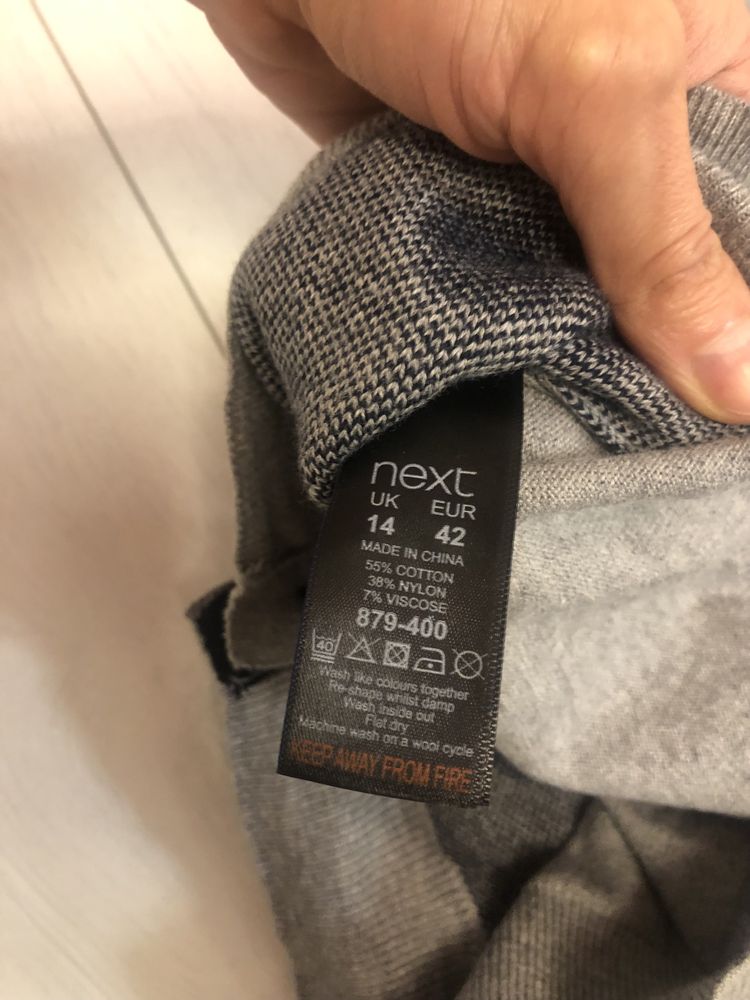 next
UK EUR
14 42
MADE IN CHINA
55% COTTON
38% NYLON
7% VISCOSE
879-400
40
Wash like colours together
Re-shape whilst damp
Wash inside out
Flat dry
Machine wash on a wool cycle
KEEP AWAY FROM FIRE